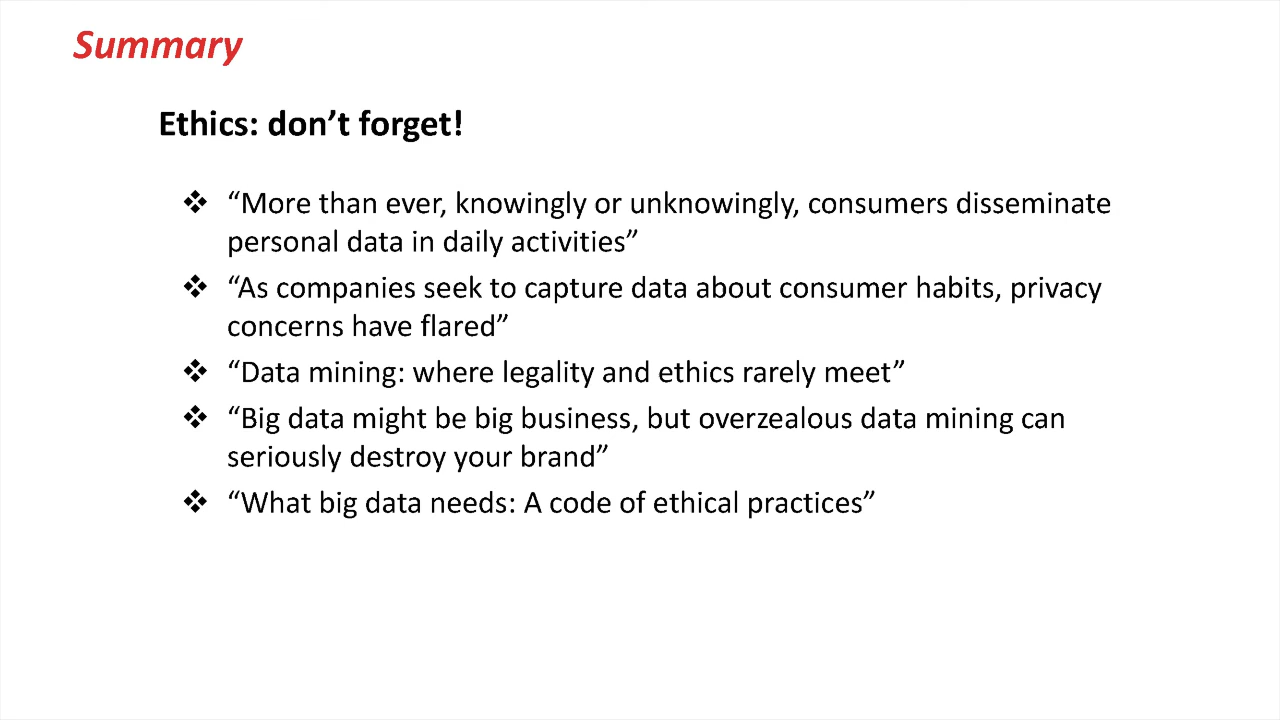 Summary
Ethics: don’t forget!
❖ “More than ever, knowingly or unknowingly, consumers disseminate
personal data in daily activities”
❖ “As companies seek to capture data about consumer habits, privacy
concerns have flared”
❖ “Data mining: where legality and ethics rarely meet”
❖ “Big data might be big business, but overzealous data mining can
seriously destroy your brand”
❖ “What big data needs: A code of ethical practices”